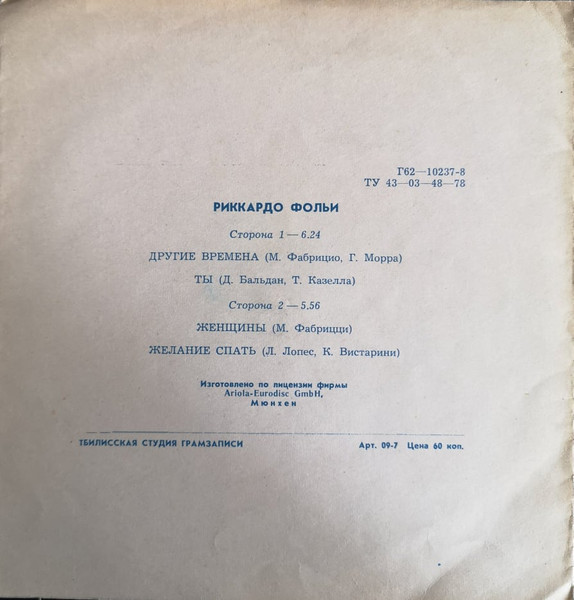 Г62—10237-8
ТУ 43—03—48—78
РИККАРДО ФОЛЬИ
Сторона 1 — 6.24
ДРУГИЕ ВРЕМЕНА (М. Фабрицио, Г. Морра)
ТЫ (Д. Бальдан, Т. Казелла)
Сторона 2 — 5.56
ЖЕНЩИНЫ (М. Фабрицци)
ЖЕЛАНИЕ СПАТЬ (Л. Лопес, К. Вистарини)
Изготовлено по лицензии фирмы
Ariola-Eurodisc GmbH,
Мюнхен
ТБИЛИССКАЯ СТУДИЯ ГРАМЗАПИСИ Арт. 09-7 Цена 60 коп.